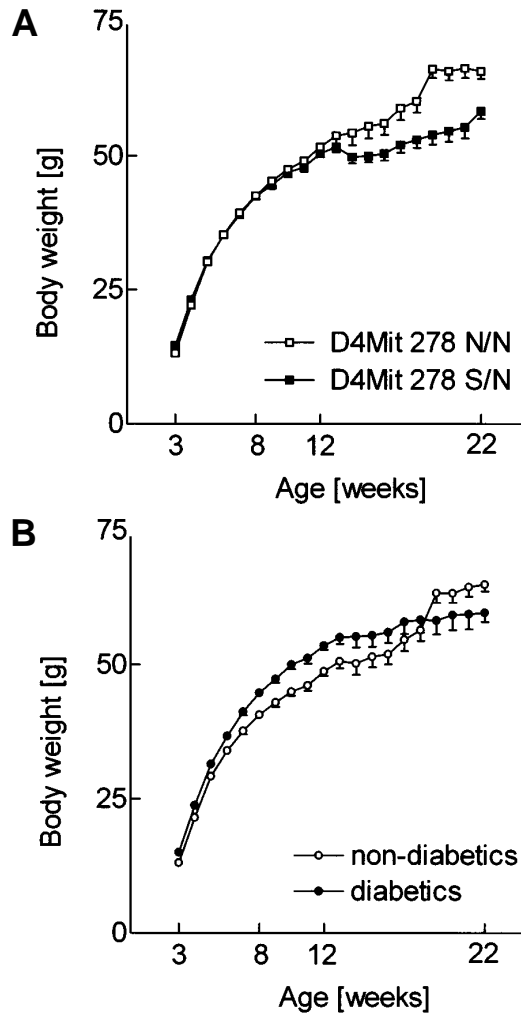 A
75
50
25
0
Body weight [g]
D4Mit 278 N/N
D4Mit 278 S/N
3 8 12 22
Age [weeks]
B
75
50
25
0
Body weight [g]
non-diabetics
diabetics
3 8 12 22
Age [weeks]